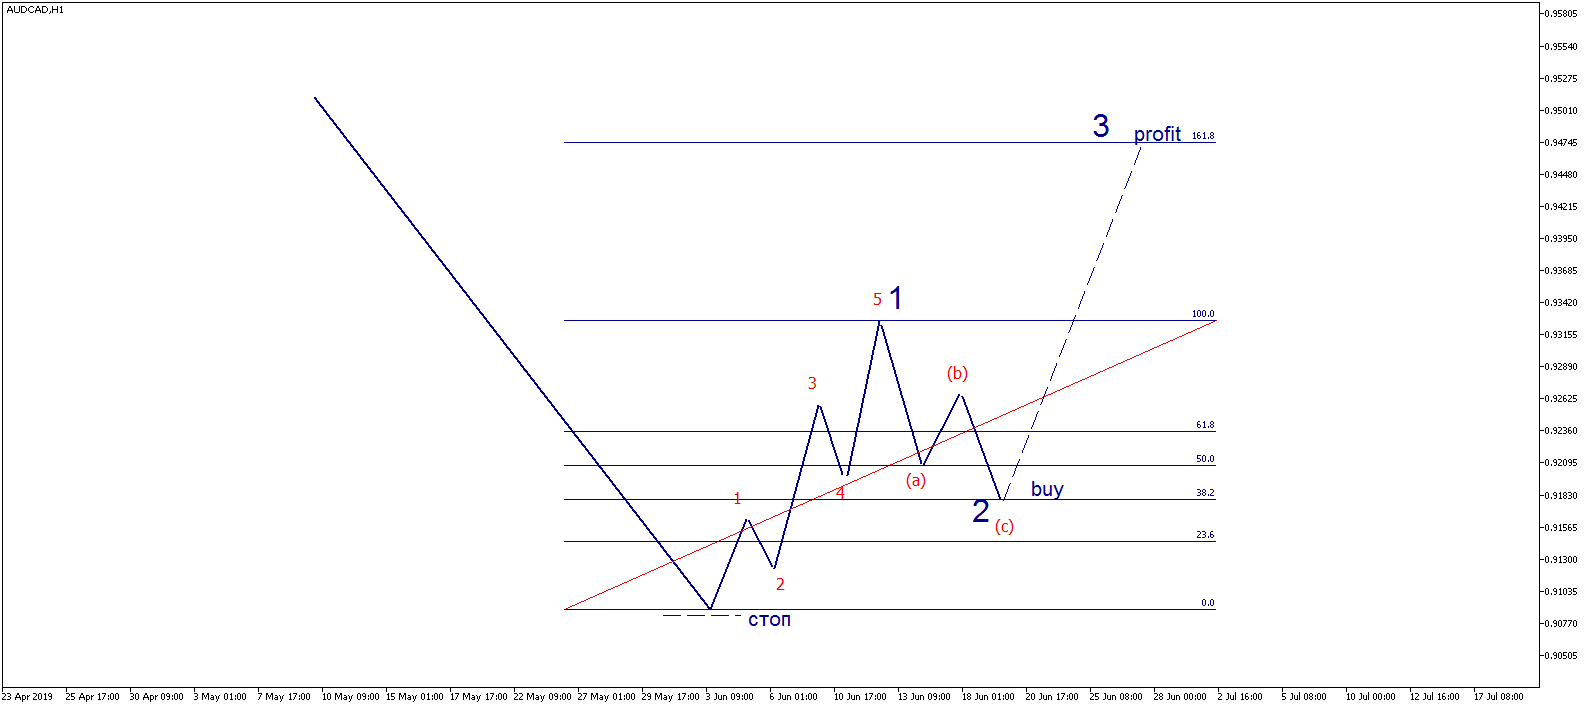 AUDCAD,H1
0.95805
0.95540
0.95275
0.95010
3
profit
161.8
0.94745
0.94480
0.94215
0.93950
0.93685
5
1
100.0
0.93420
0.93155
0.92890
(b)
3
0.92625
61.8
0.92360
50.0
0.92095
(a)
4
buy
38.2
0.91830
1
2
(c)
0.91565
23.6
0.91300
2
0.91035
0.0
стоп
0.90770
0.90505
23 Apr 2019
25 Apr 17:00
30 Apr 09:00
3 May 01:00
7 May 17:00
10 May 09:00
15 May 01:00
17 May 17:00
22 May 09:00
27 May 01:00
29 May 17:00
3 Jun 09:00
6 Jun 01:00
10 Jun 17:00
13 Jun 09:00
18 Jun 01:00
20 Jun 17:00
25 Jun 08:00
28 Jun 00:00
2 Jul 16:00
5 Jul 08:00
10 Jul 00:00
12 Jul 16:00
17 Jul 08:00